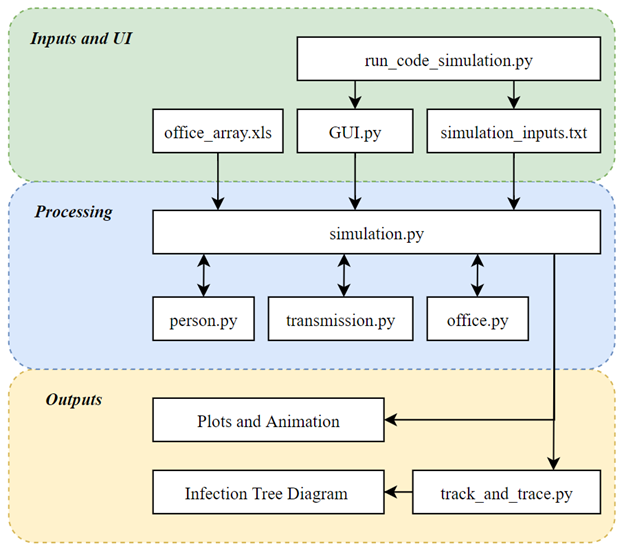 Inputs and UI
run_code_simulation.py
office_array.xls
GUI.py
simulation_inputs.txt
Processing
simulation.py
person.py
transmission.py
office.py
Outputs
Plots and Animation
Infection Tree Diagram
track_and_trace.py